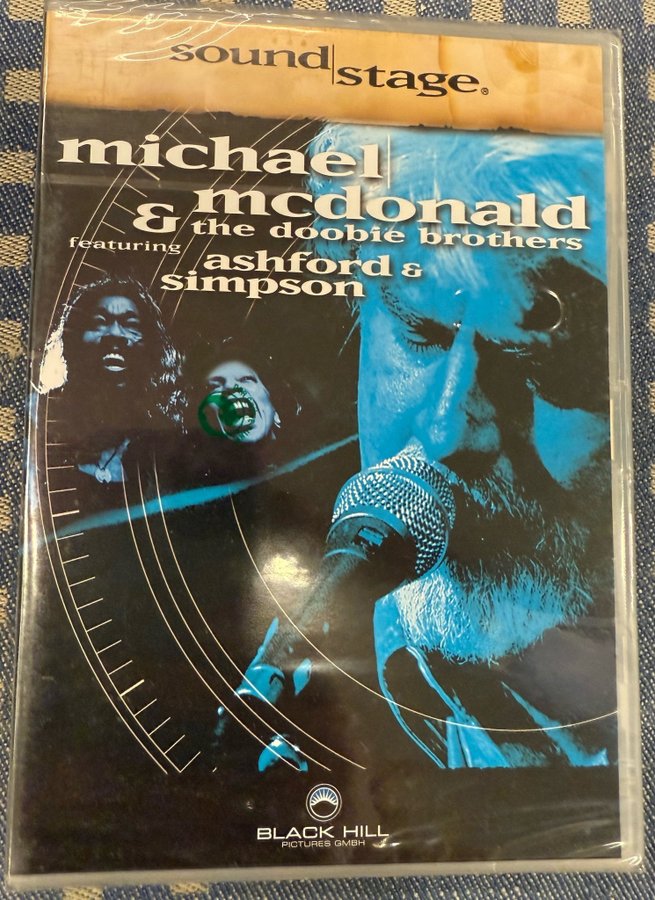 sound stage®
michael
mcdonald
& the doobie brothers
featuring ashford &
simpson
BLACK HILL
PICTURES GMBH